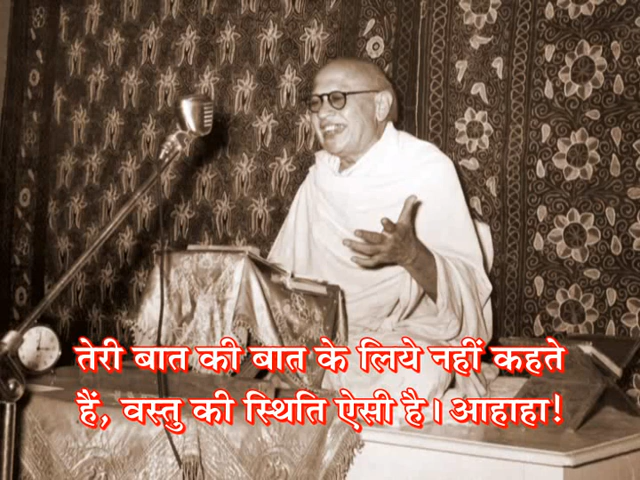 तेरी बात की बात के लिये नहीं कहते
हैं, वस्तु की स्थिति ऐसी है। आहाहा!